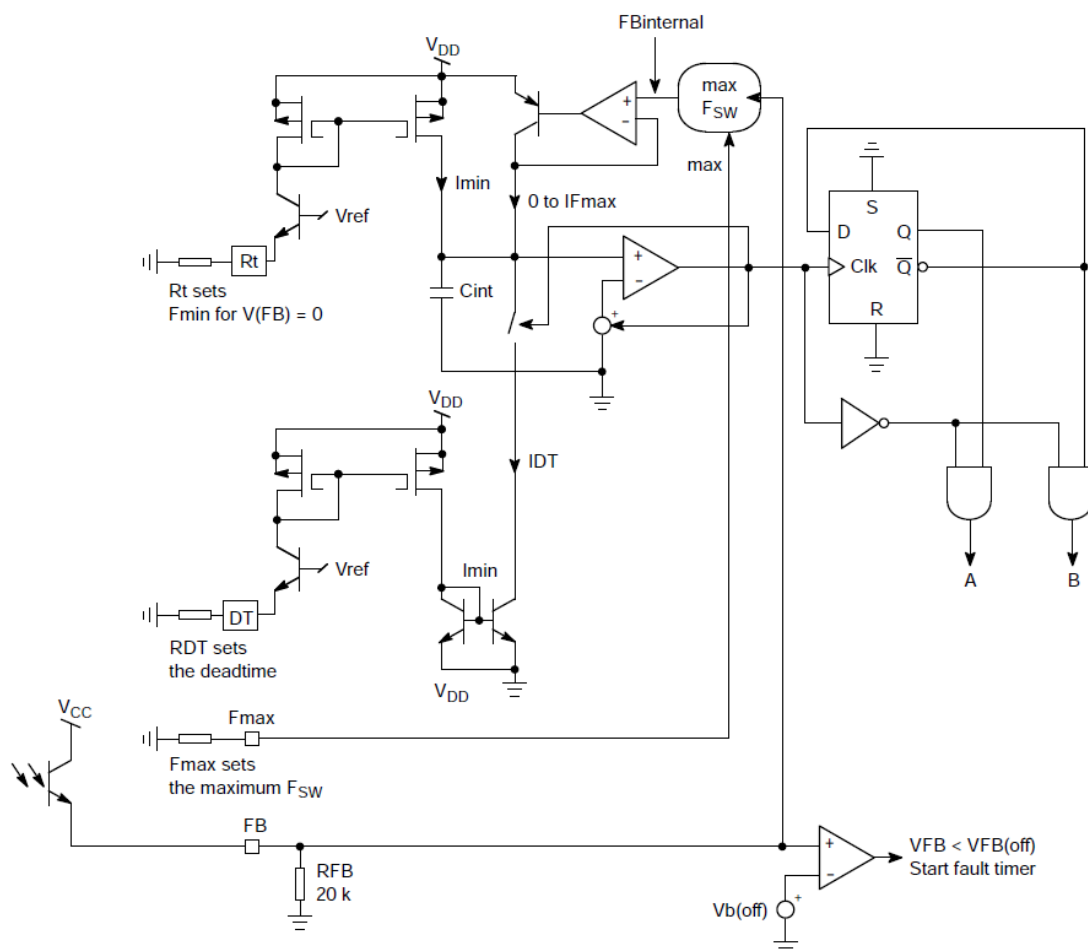 FBinternal
VDD
max
FSW
max
Imin
0 to IFmax
Vref
Rt
Rt sets
Fmin for V(FB) = 0
Cint
+
−
+
−
+
S
D
Q
Clk
Q
R
VDD
IDT
Vref
Imin
DT
RDT sets
the deadtime
VDD
A
B
VCC
Fmax
Fmax sets
the maximum FSW
FB
RFB
20 k
+
−
VFB < VFB(off)
Start fault timer
Vb(off)
+